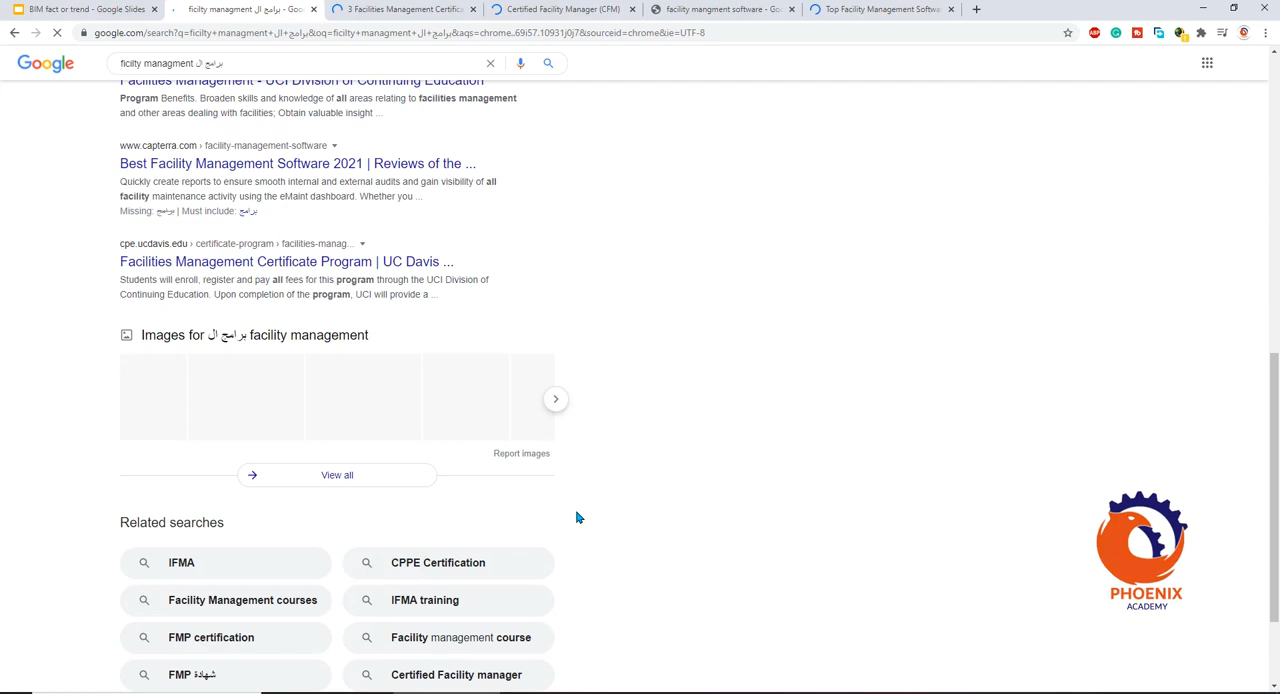 BIM fact or trend - Google Slides
ficilty managment برامج ال - Goo
3 Facilities Management Certifica
Certified Facility Manager (CFM)
facility mangment software - Goo
Top Facility Management Softwa
google.com/search?q=ficilty+managment+برامج+ال&oq=ficilty+managment+برامج+ال&aqs=chrome..69i57.10931j0j7&sourceid=chrome&ie=UTF-8
Google
ficilty managment برامج ال
Facilities Management - UCI Division of Continuing Education
Program Benefits. Broaden skills and knowledge of all areas relating to facilities management
and other areas dealing with facilities; Obtain valuable insight ...
www.capterra.com › facility-management-software
Best Facility Management Software 2021 | Reviews of the ...
Quickly create reports to ensure smooth internal and external audits and gain visibility of all
facility maintenance activity using the eMaint dashboard. Whether you ...
Missing: برامج | Must include: برامج
cpe.ucdavis.edu › certificate-program › facilities-manag...
Facilities Management Certificate Program | UC Davis ...
Students will enroll, register and pay all fees for this program through the UCI Division of
Continuing Education. Upon completion of the program, UCI will provide a ...
Images for برامج ال facility management
Report images
View all
Related searches
IFMA
CPPE Certification
Facility Management courses
IFMA training
FMP certification
Facility management course
FMP شهادة
Certified Facility manager
PHOENIX
ACADEMY